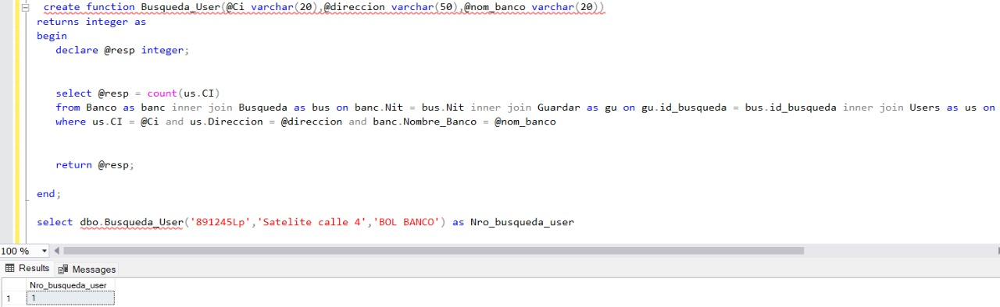 create function Busqueda_User(@Ci varchar(20),@direccion varchar(50),@nom_banco varchar(20))
returns integer as
begin
declare @resp integer;
select @resp = count(us.CI)
from Banco as banc inner join Busqueda as bus on banc.Nit = bus.Nit inner join Guardar as gu on gu.id_busqueda = bus.id_busqueda inner join Users as us on
where us.CI = @Ci and us.Direccion = @direccion and banc.Nombre_Banco = @nom_banco
return @resp;
end;
select dbo.Busqueda_User('891245Lp','Satelite calle 4','BOL BANCO') as Nro_busqueda_user
100 %
Results Messages
Nro_busqueda_user
1 1